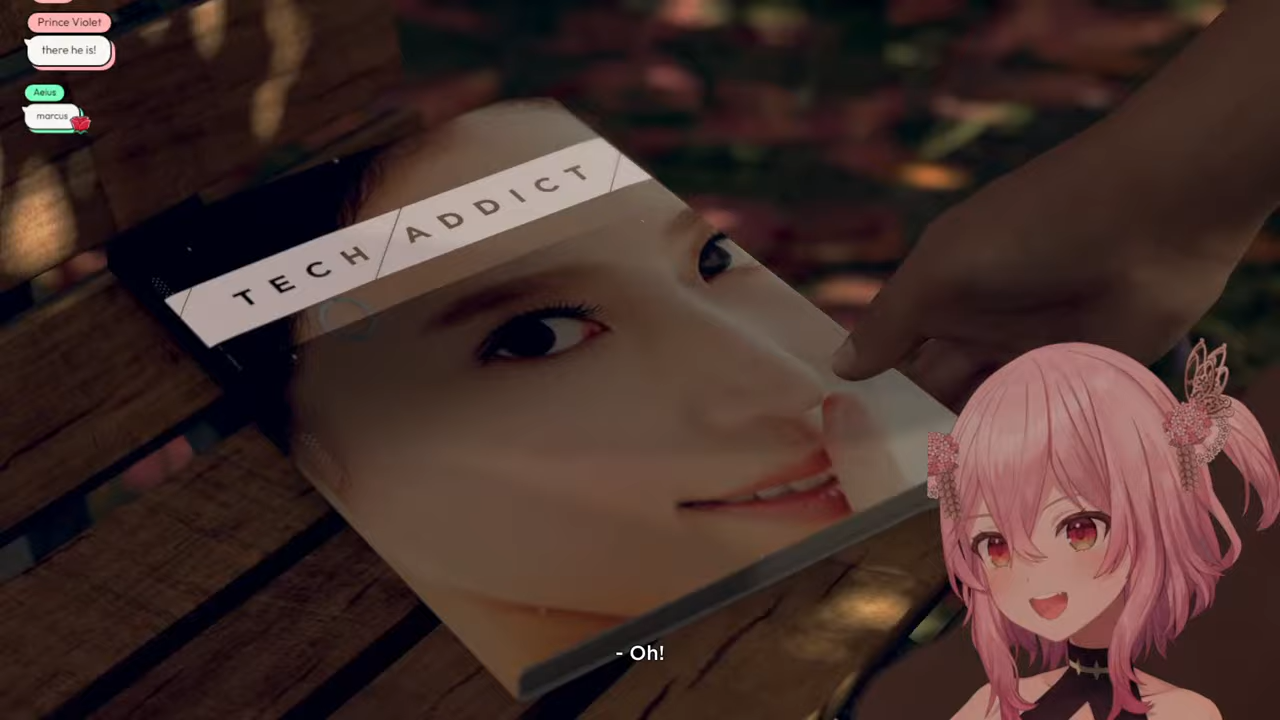 Prince Violet
there he is!
Aeius
marcus
TECH ADDICT
- Oh!